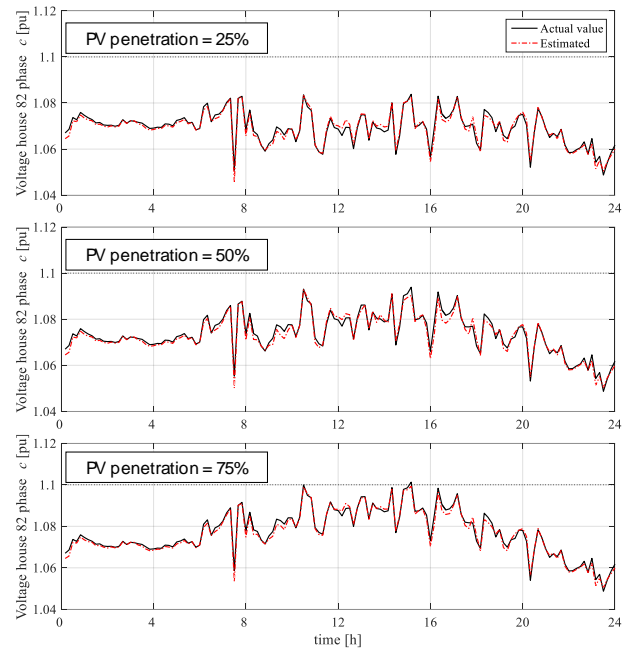 1.12
PV penetration = 25%
Actual value
Estimated
1.1
1.08
1.06
1.04
0 4 8 12 16 20 24
Voltage house 82 phase c [pu]
1.12
PV penetration = 50%
1.1
1.08
1.06
1.04
0 4 8 12 16 20 24
Voltage house 82 phase c [pu]
1.12
PV penetration = 75%
1.1
1.08
1.06
1.04
0 4 8 12 16 20 24
Voltage house 82 phase c [pu]
time [h]